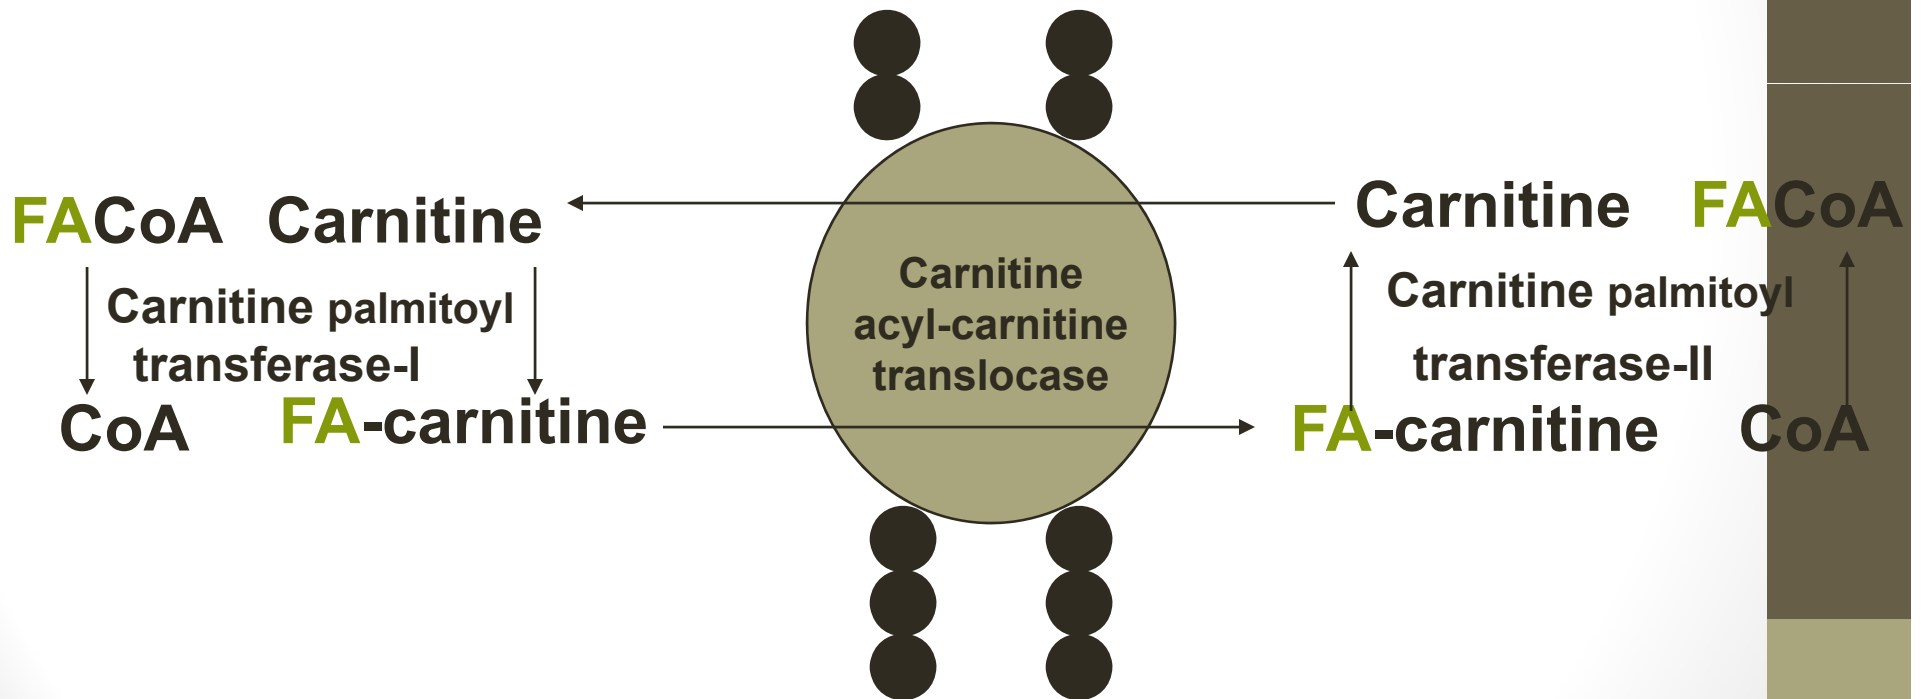 FACoA Carnitine
Carnitine palmitoyl
transferase-I
CoA FA-carnitine
Carnitine
acyl-carnitine
translocase
Carnitine FACoA
Carnitine palmitoyl
transferase-II
FA-carnitine CoA